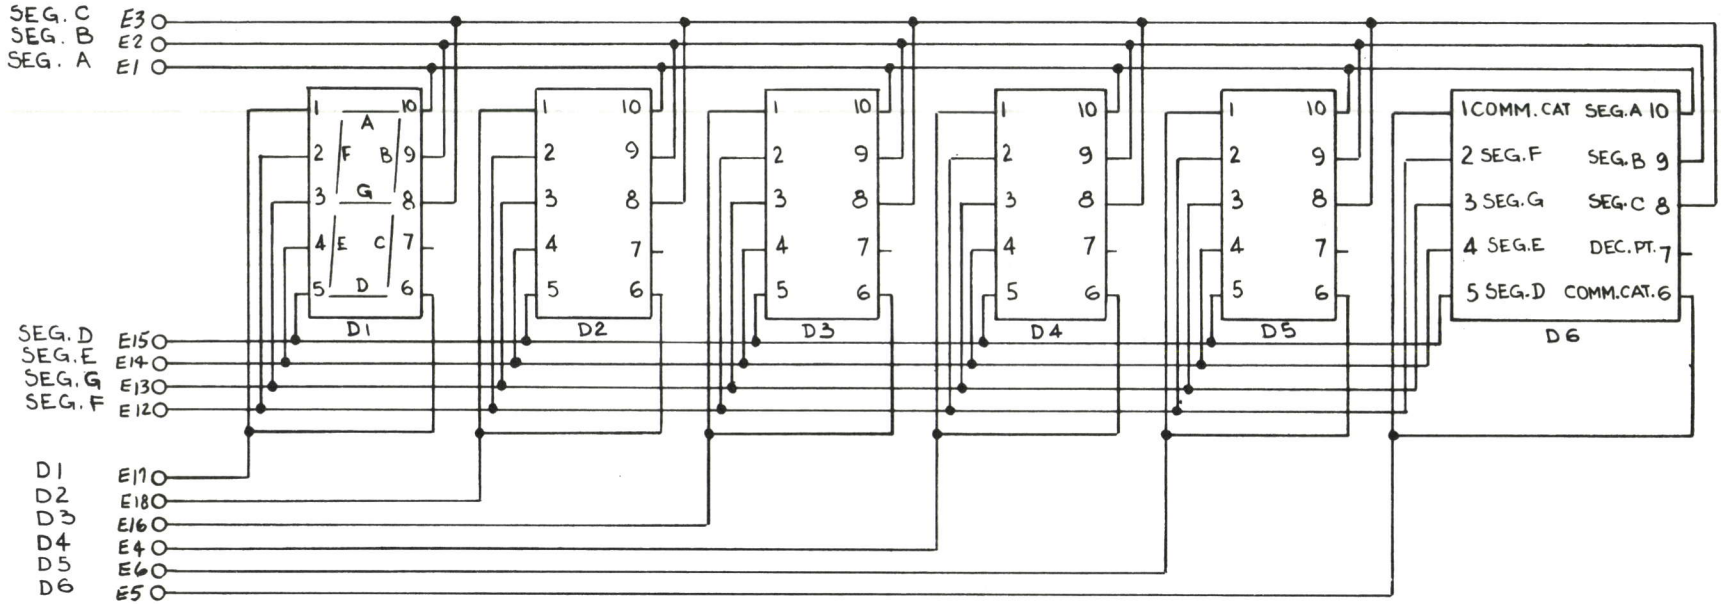 SEG. C E3
SEG. B E2
SEG. A E1
1 10 1 10 1 10 1 10 1 10 1 COMM.CAT SEG.A 10
A
2 F B 9 2 9 2 9 2 9 2 9 2 SEG.F SEG.B 9
3 G 8 3 8 3 8 3 8 3 8 3 SEG.G SEG.C 8
4 E C 7 4 7 4 7 4 7 4 7 4 SEG.E DEC.PT. 7
5 D 6 5 6 5 6 5 6 5 6 5 SEG.D COMM.CAT. 6
D1 D2 D3 D4 D5 D6
SEG. D E15
SEG. E E14
SEG. G E13
SEG. F E12
D1 E17
D2 E18
D3 E16
D4 E4
D5 E6
D6 E5